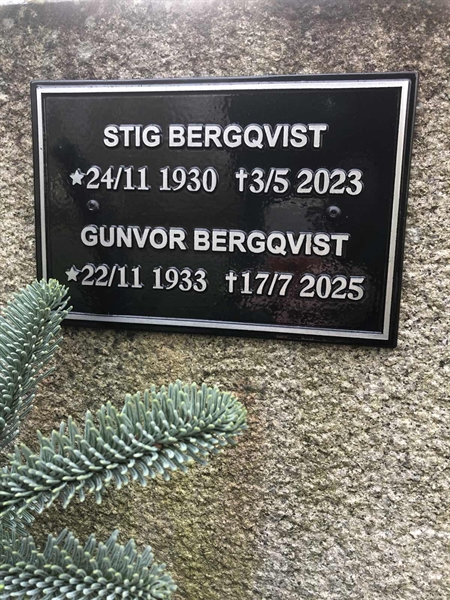 STIG BERGQVIST
★24/11 1930 †3/5 2023
GUNVOR BERGQVIST
★22/11 1933 †17/7 2025